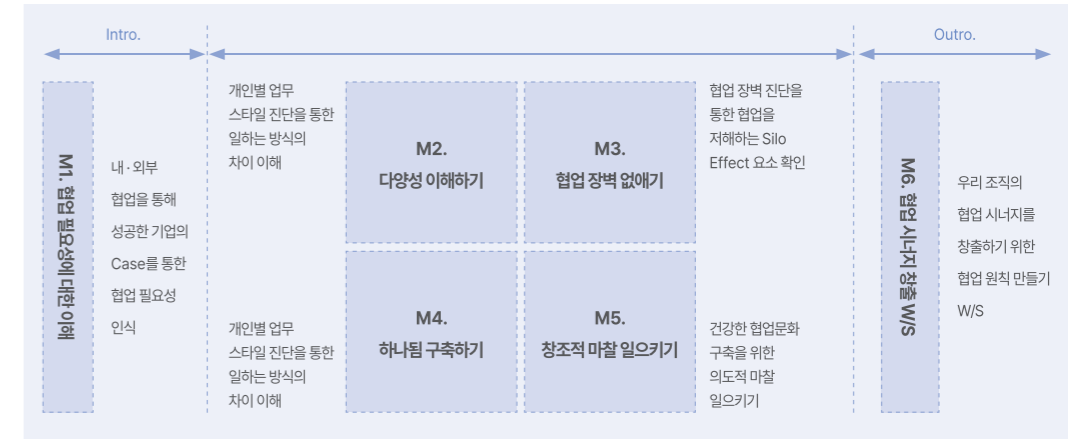 Intro.
Outro.
M1. 협업 필요성에 대한 이해
내·외부
협업을 통해
성공한 기업의
Case를 통한
협업 필요성
인식
개인별 업무
스타일 진단을 통한
일하는 방식의
차이 이해
M2.
다양성 이해하기
M3.
협업 장벽 없애기
협업 장벽 진단을
통한 협업을
저해하는 Silo
Effect 요소 확인
개인별 업무
스타일 진단을 통한
일하는 방식의
차이 이해
M4.
하나됨 구축하기
M5.
창조적 마찰 일으키기
건강한 협업문화
구축을 위한
의도적 마찰
일으키기
M6. 협업 시너지 창출 W/S
우리 조직의
협업 시너지를
창출하기 위한
협업 원칙 만들기
W/S